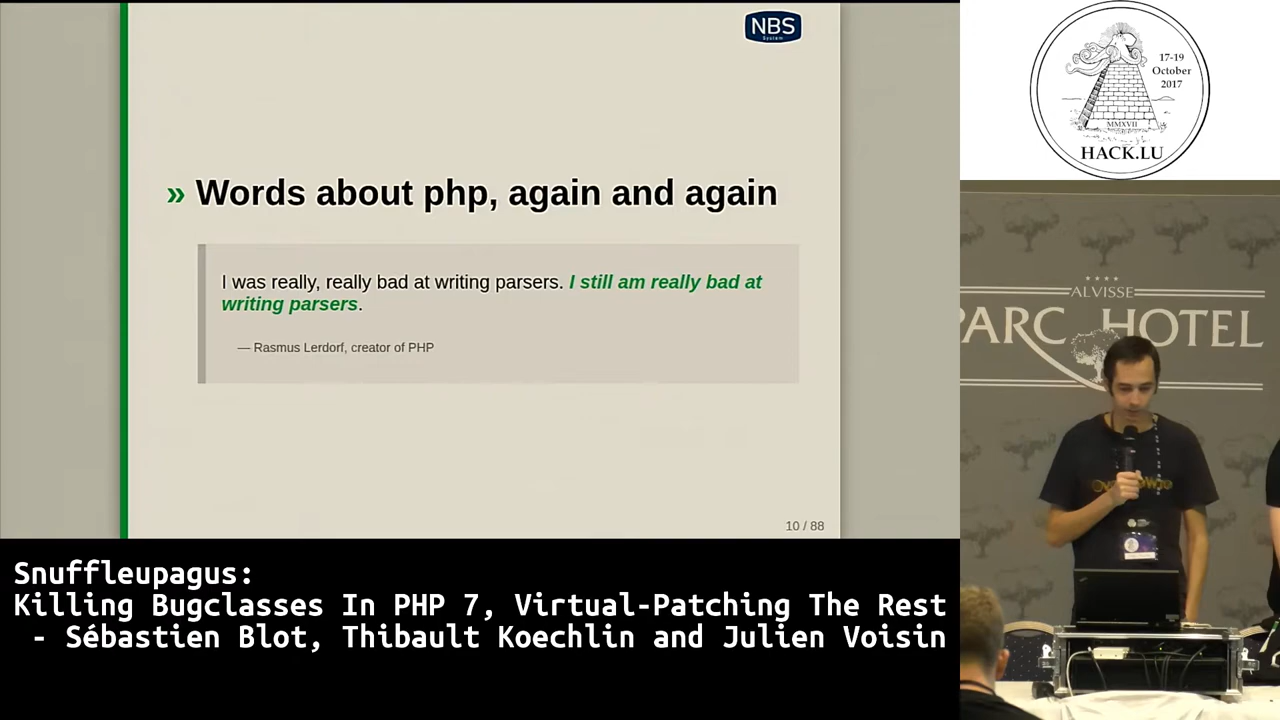 NBS
System
» Words about php, again and again
I was really, really bad at writing parsers. I still am really bad at
writing parsers.
— Rasmus Lerdorf, creator of PHP
10 / 88
17-19
October
2017
MMXVII
HACK.LU
ALVISSE
PARC HOTEL
Snuffleupagus:
Killing Bugclasses In PHP 7, Virtual-Patching The Rest
- Sébastien Blot, Thibault Koechlin and Julien Voisin